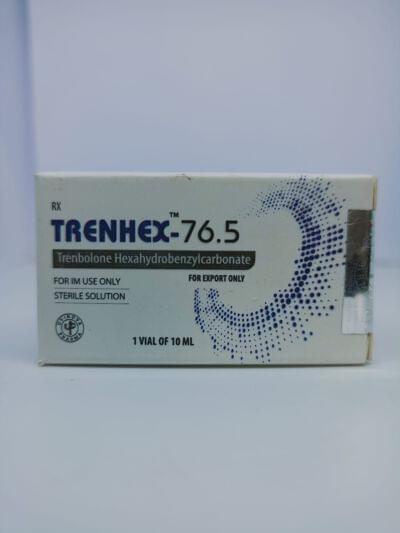 RX
TRENHEX™-76.5
Trenbolone Hexahydrobenzylcarbonate
FOR IM USE ONLY
FOR EXPORT ONLY
STERILE SOLUTION
1 VIAL OF 10 ML